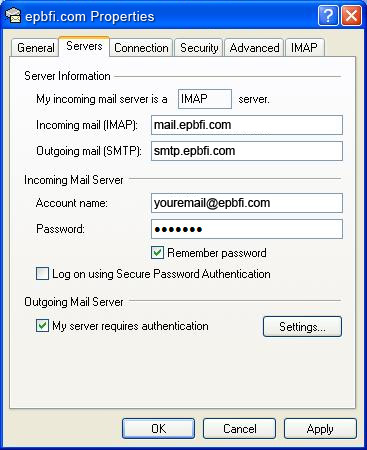 epbfi.com Properties
General Servers Connection Security Advanced IMAP
Server Information
My incoming mail server is a IMAP server.
Incoming mail (IMAP): mail.epbfi.com
Outgoing mail (SMTP): smtp.epbfi.com
Incoming Mail Server
Account name: youremail@epbfi.com
Password: •••••••
Remember password
Log on using Secure Password Authentication
Outgoing Mail Server
My server requires authentication Settings...
OK Cancel Apply